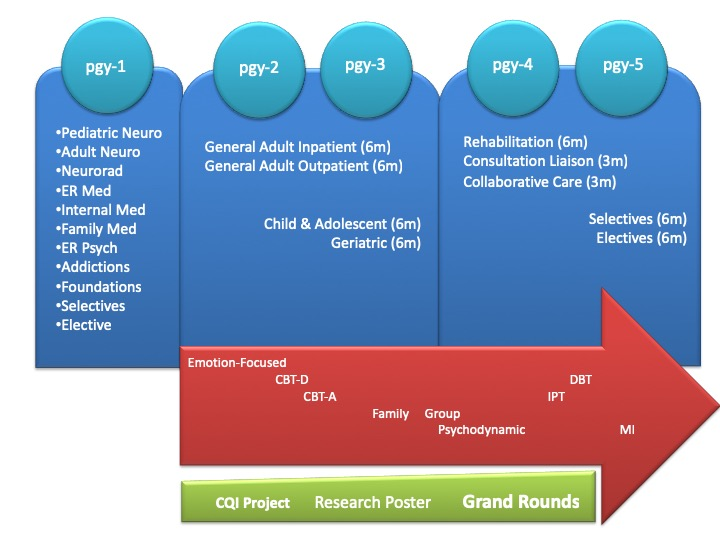 pgy-1
pgy-2
pgy-3
pgy-4
pgy-5
•Pediatric Neuro
•Adult Neuro
•Neurorad
•ER Med
•Internal Med
•Family Med
•ER Psych
•Addictions
•Foundations
•Selectives
•Elective
General Adult Inpatient (6m)
General Adult Outpatient (6m)
Child & Adolescent (6m)
Geriatric (6m)
Rehabilitation (6m)
Consultation Liaison (3m)
Collaborative Care (3m)
Selectives (6m)
Electives (6m)
Emotion-Focused
CBT-D DBT
CBT-A IPT
Family Group
Psychodynamic MI
CQI Project Research Poster Grand Rounds